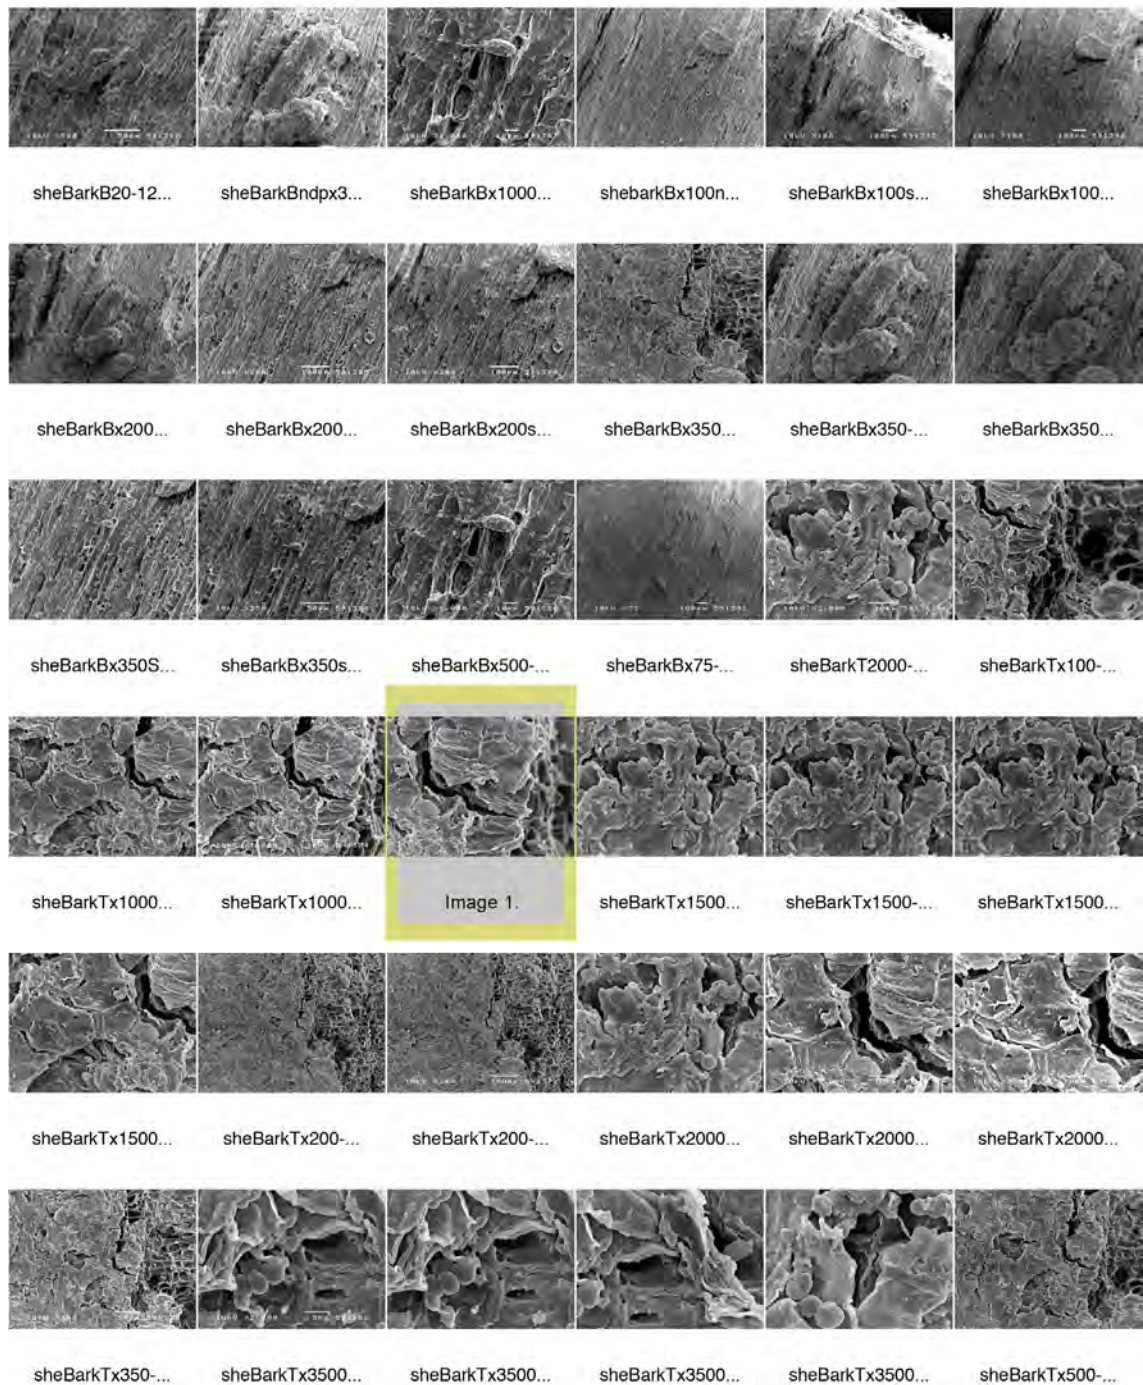 sheBarkB20-12... sheBarkBndpx3... sheBarkBx1000... shebarkBx100n... sheBarkBx100s... sheBarkBx100...
sheBarkBx200... sheBarkBx200... sheBarkBx200s... sheBarkBx350... sheBarkBx350-... sheBarkBx350...
sheBarkBx350S... sheBarkBx350s... sheBarkBx500-... sheBarkBx75-... sheBarkT2000-... sheBarkTx100-...
sheBarkTx1000... sheBarkTx1000... Image 1. sheBarkTx1500... sheBarkTx1500-... sheBarkTx1500...
sheBarkTx1500... sheBarkTx200-... sheBarkTx200-... sheBarkTx2000... sheBarkTx2000... sheBarkTx2000...
sheBarkTx350-... sheBarkTx3500... sheBarkTx3500... sheBarkTx3500... sheBarkTx3500... sheBarkTx500-...